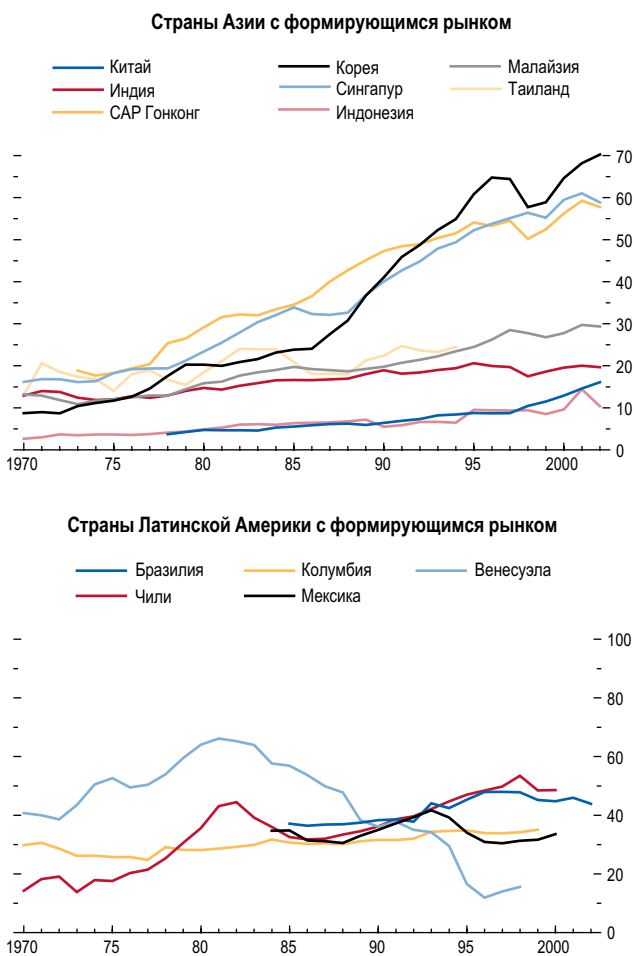 Страны Азии с формирующимся рынком
Китай Корея Малайзия
Индия Сингапур Таиланд
САР Гонконг Индонезия
70
60
50
40
30
20
10
0
1970 75 80 85 90 95 2000
Страны Латинской Америки с формирующимся рынком
Бразилия Колумбия Венесуэла
Чили Мексика
100
80
60
40
20
0
1970 75 80 85 90 95 2000